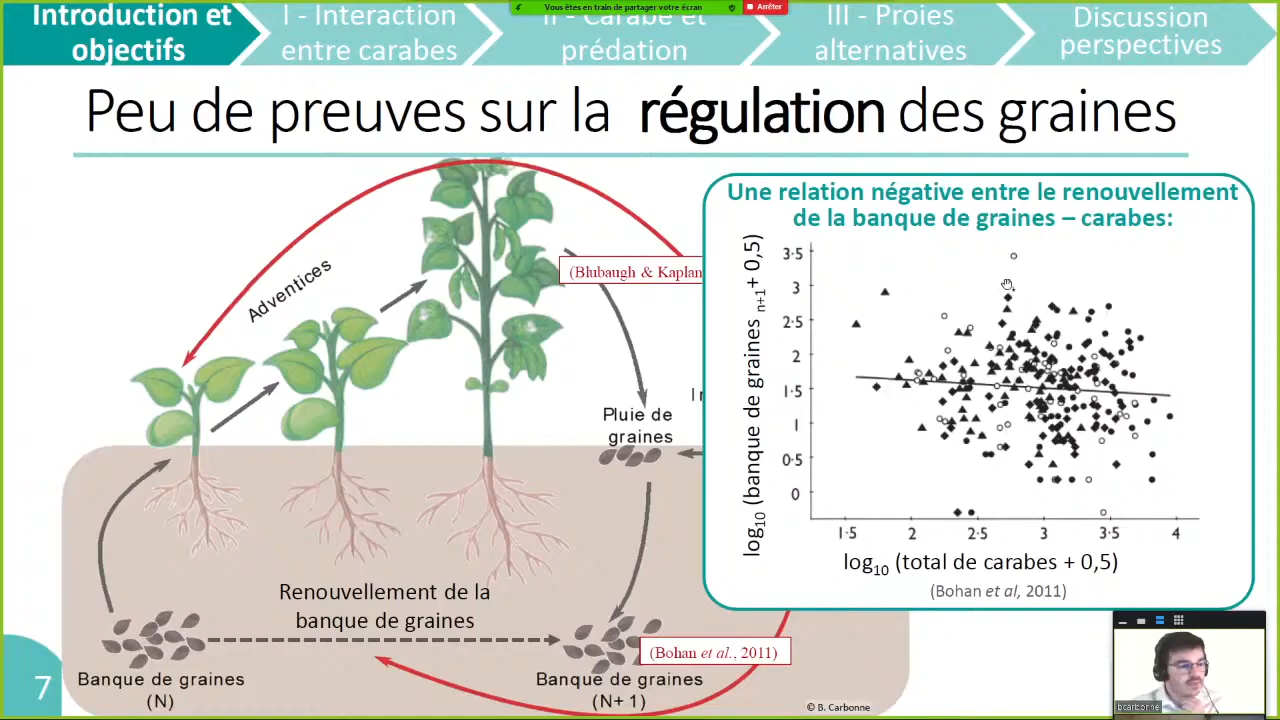 Introduction et
objectifs
I - Interaction
entre carabes
II - Carabe et
prédation
III - Proies
alternatives
Discussion
perspectives
Vous êtes en train de partager votre écran
Arrêter
Peu de preuves sur la régulation des graines
Adventices
(Blubaugh & Kaplan
Pluie de
graines
Renouvellement de la
banque de graines
Banque de graines
(N)
Banque de graines
(N+ 1)
(Bohan et al., 2011)
© B. Carbonne
7
Une relation négative entre le renouvellement
de la banque de graines – carabes:
log10 (banque de graines n+1 + 0,5)
3·5
3
2·5
2
1·5
1
0·5
0
1·5 2 2·5 3 3·5 4
log10 (total de carabes + 0,5)
(Bohan et al, 2011)
bcarbonne